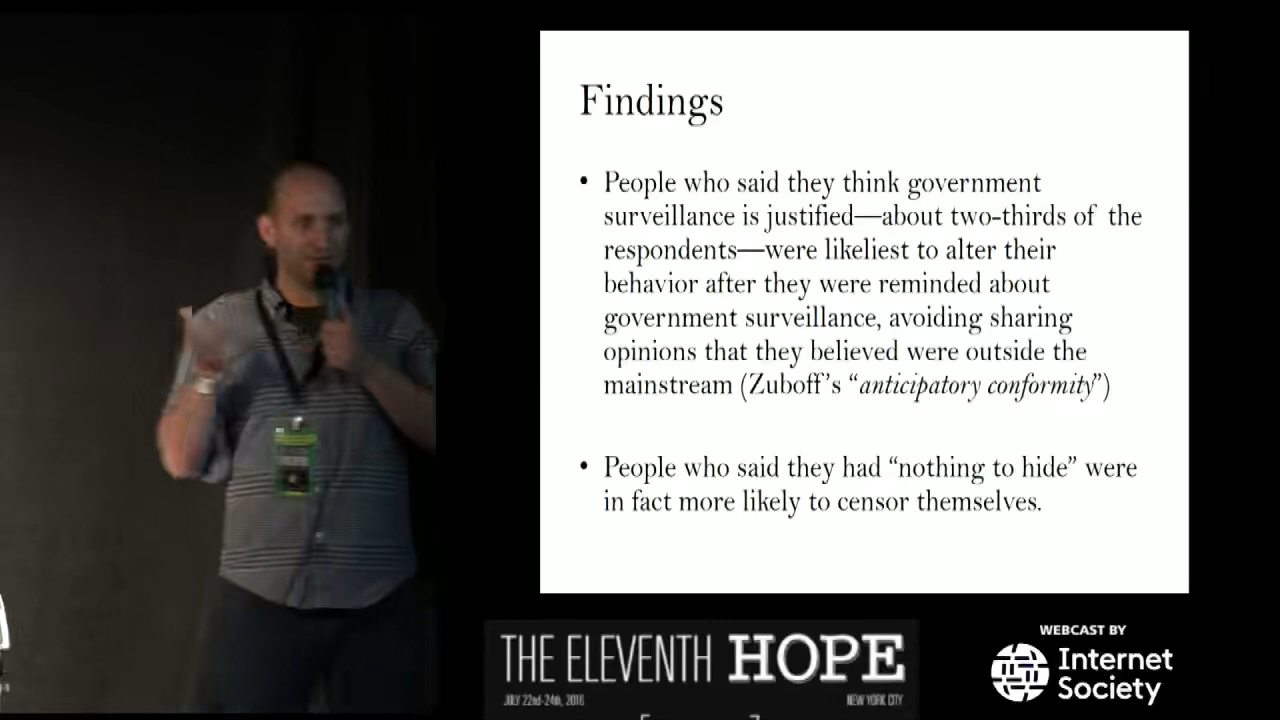 Findings
• People who said they think government
surveillance is justified—about two-thirds of the
respondents—were likeliest to alter their
behavior after they were reminded about
government surveillance, avoiding sharing
opinions that they believed were outside the
mainstream (Zuboff's “anticipatory conformity”)
• People who said they had “nothing to hide” were
in fact more likely to censor themselves.
THE ELEVENTH HOPE
JULY 22nd-24th, 2016
NEW YORK CITY
WEBCAST BY
Internet
Society